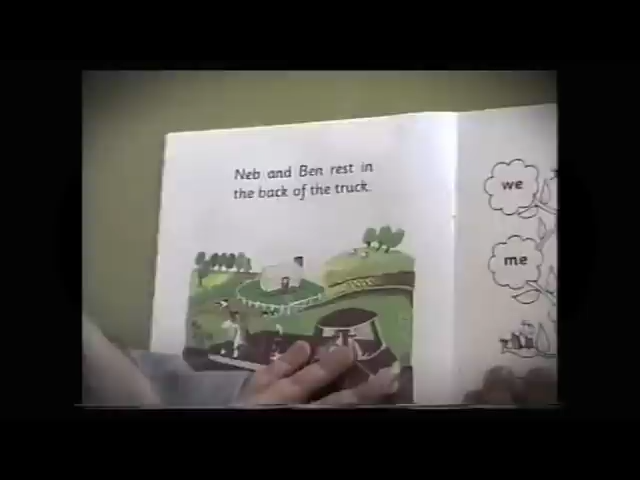 Neb and Ben rest in
the back of the truck.
we
me